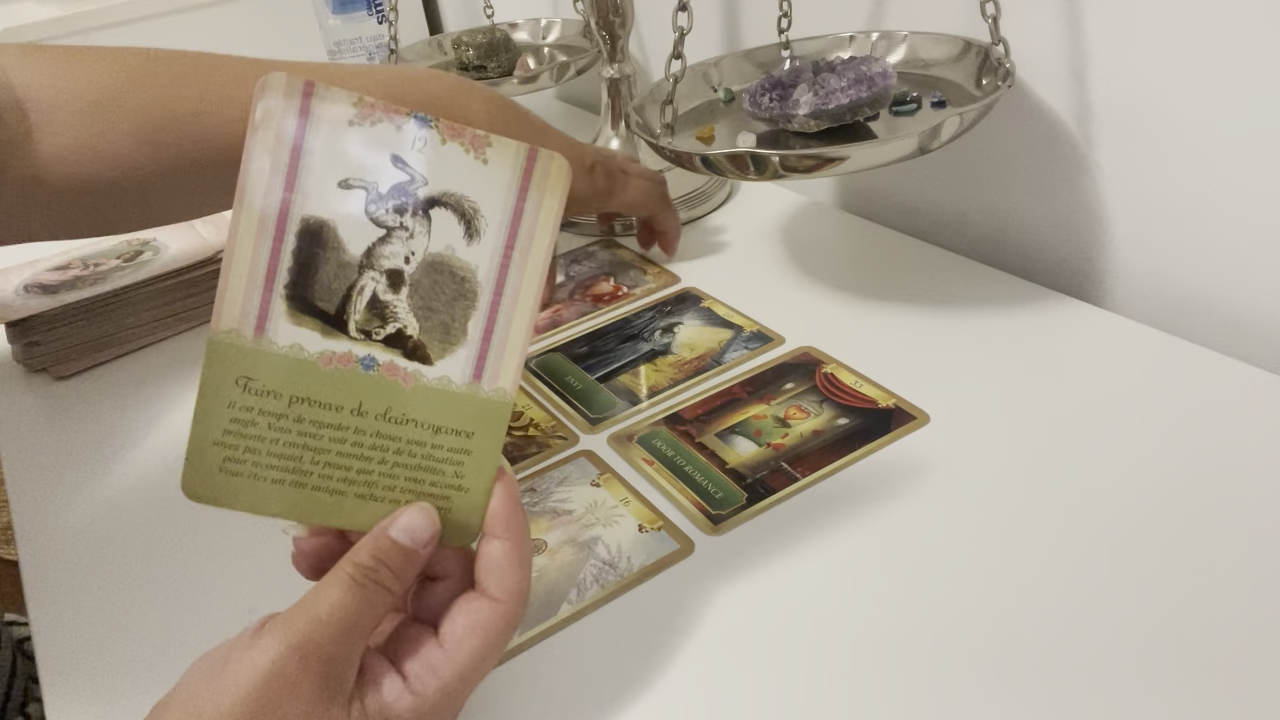 12
Faire preuve de clairvoyance
Il est temps de regarder les choses sous un autre
angle. Vous savez voir au-delà de la situation
présente et envisager nombre de possibilités. Ne
soyez pas inquiet, la pause que vous vous accordez
pour reconsidérer vos objectifs est temporaire.
Vous êtes un être unique, sachez en
21
EXIT
33
DOOR TO ROMANCE
16
eau traitée